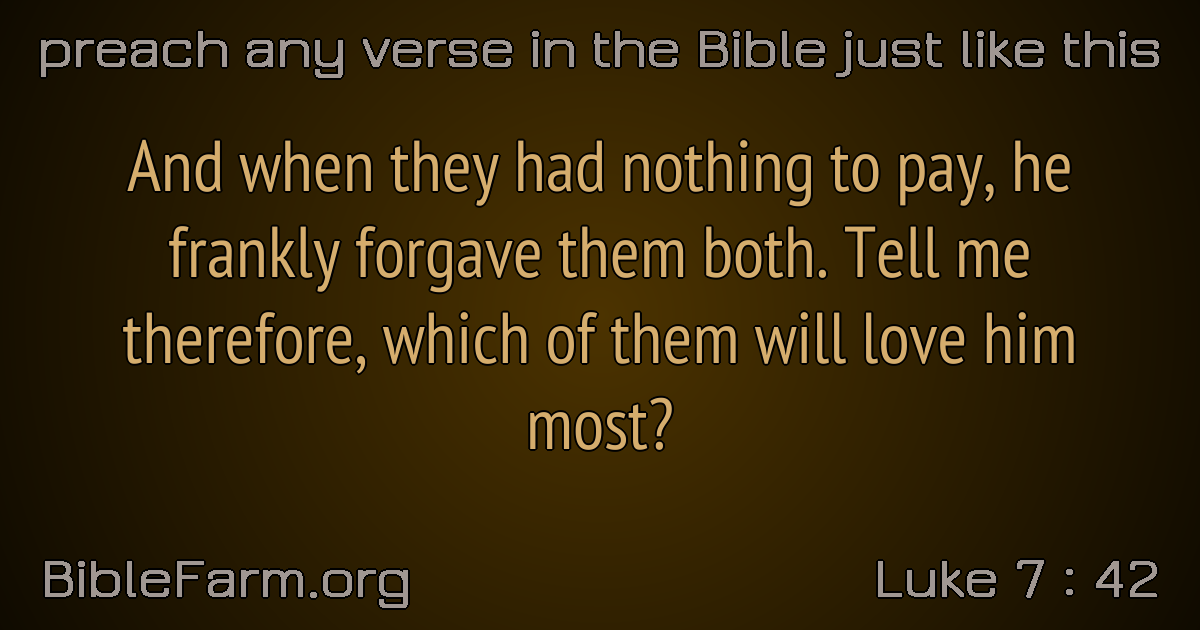 preach any verse in the Bible just like this
And when they had nothing to pay, he
frankly forgave them both. Tell me
therefore, which of them will love him
most?
BibleFarm.org
Luke 7 : 42